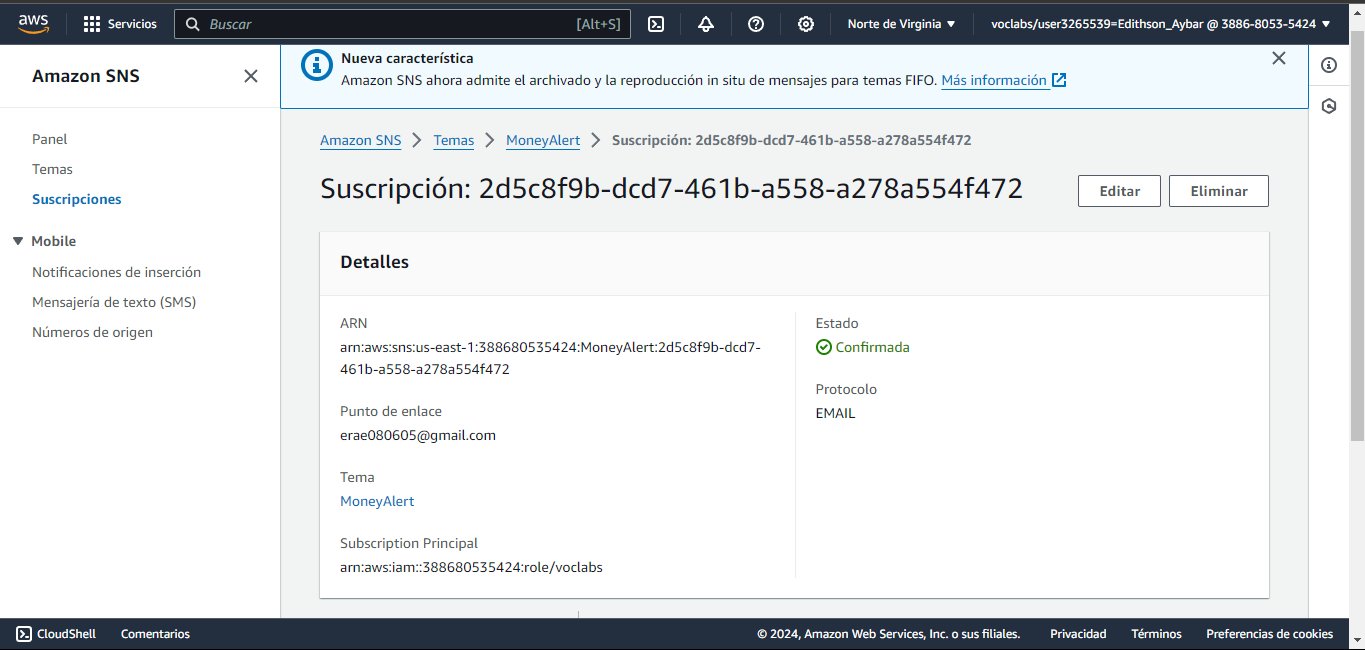 aws
Servicios
Buscar
[Alt+S]
Norte de Virginia
voclabs/user3265539=Edithson_Aybar @ 3886-8053-5424
Amazon SNS
Panel
Temas
Suscripciones
Mobile
Notificaciones de inserción
Mensajería de texto (SMS)
Números de origen
Nueva característica
Amazon SNS ahora admite el archivado y la reproducción in situ de mensajes para temas FIFO. Más información
Amazon SNS > Temas > MoneyAlert > Suscripción: 2d5c8f9b-dcd7-461b-a558-a278a554f472
Suscripción: 2d5c8f9b-dcd7-461b-a558-a278a554f472
Editar
Eliminar
Detalles
ARN
arn:aws:sns:us-east-1:388680535424:MoneyAlert:2d5c8f9b-dcd7-
461b-a558-a278a554f472
Punto de enlace
erae080605@gmail.com
Tema
MoneyAlert
Subscription Principal
arn:aws:iam::388680535424:role/voclabs
Estado
Confirmada
Protocolo
EMAIL
CloudShell
Comentarios
© 2024, Amazon Web Services, Inc. o sus filiales.
Privacidad
Términos
Preferencias de cookies